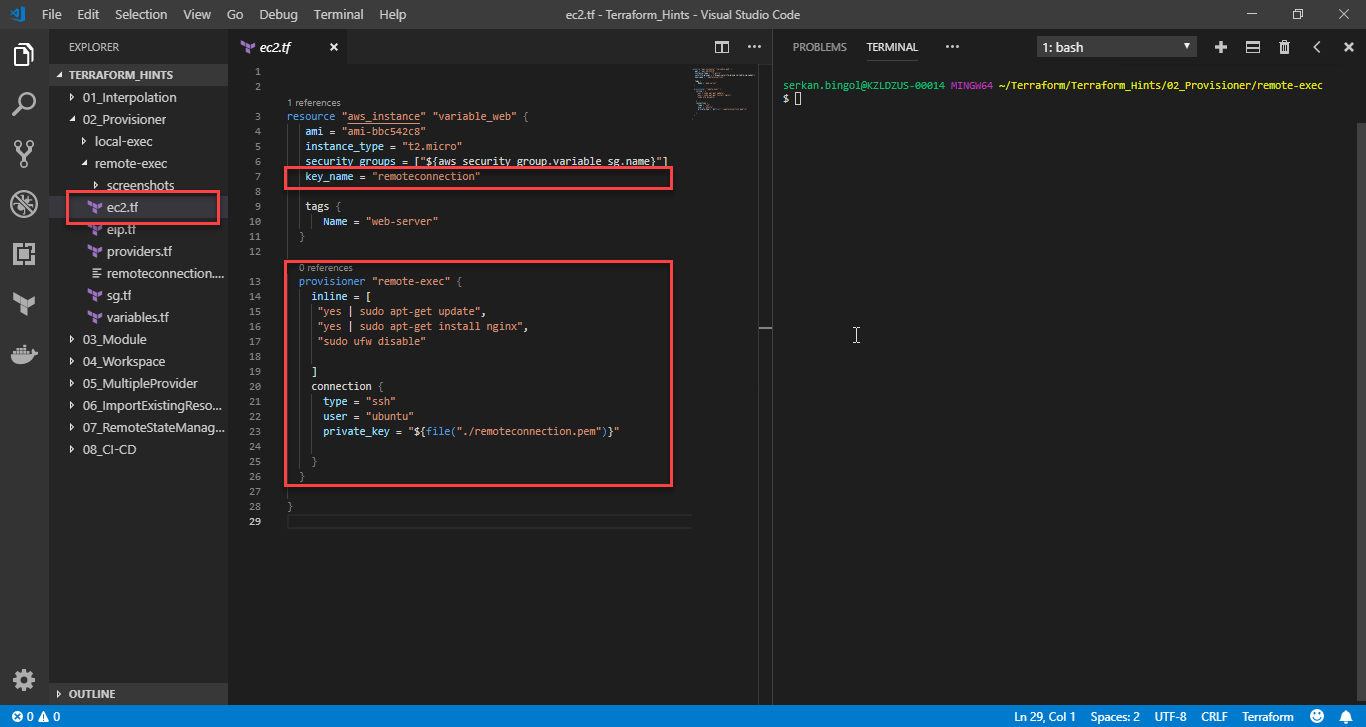 File Edit Selection View Go Debug Terminal Help
ec2.tf - Terraform_Hints - Visual Studio Code
EXPLORER
TERRAFORM_HINTS
01_Interpolation
02_Provisioner
local-exec
remote-exec
screenshots
ec2.tf
eip.tf
providers.tf
remoteconnection....
sg.tf
variables.tf
03_Module
04_Workspace
05_MultipleProvider
06_ImportExistingReso...
07_RemoteStateManag...
08_CI-CD
OUTLINE
ec2.tf
1
2
1 references
3 resource "aws_instance" "variable_web" {
4 ami = "ami-bbc542c8"
5 instance_type = "t2.micro"
6 security_groups = ["${aws_security_group.variable_sg.name}"]
7 key_name = "remoteconnection"
8
9 tags {
10 Name = "web-server"
11 }
12
0 references
13 provisioner "remote-exec" {
14 inline = [
15 "yes | sudo apt-get update",
16 "yes | sudo apt-get install nginx",
17 "sudo ufw disable"
18
19 ]
20 connection {
21 type = "ssh"
22 user = "ubuntu"
23 private_key = "${file("./remoteconnection.pem")}"
24
25 }
26 }
27
28 }
29
PROBLEMS TERMINAL ... 1: bash
serkan.bingol@KZLDZUS-00014 MINGW64 ~/Terraform/Terraform_Hints/02_Provisioner/remote-exec
$
0 0
Ln 29, Col 1 Spaces: 2 UTF-8 CRLF Terraform